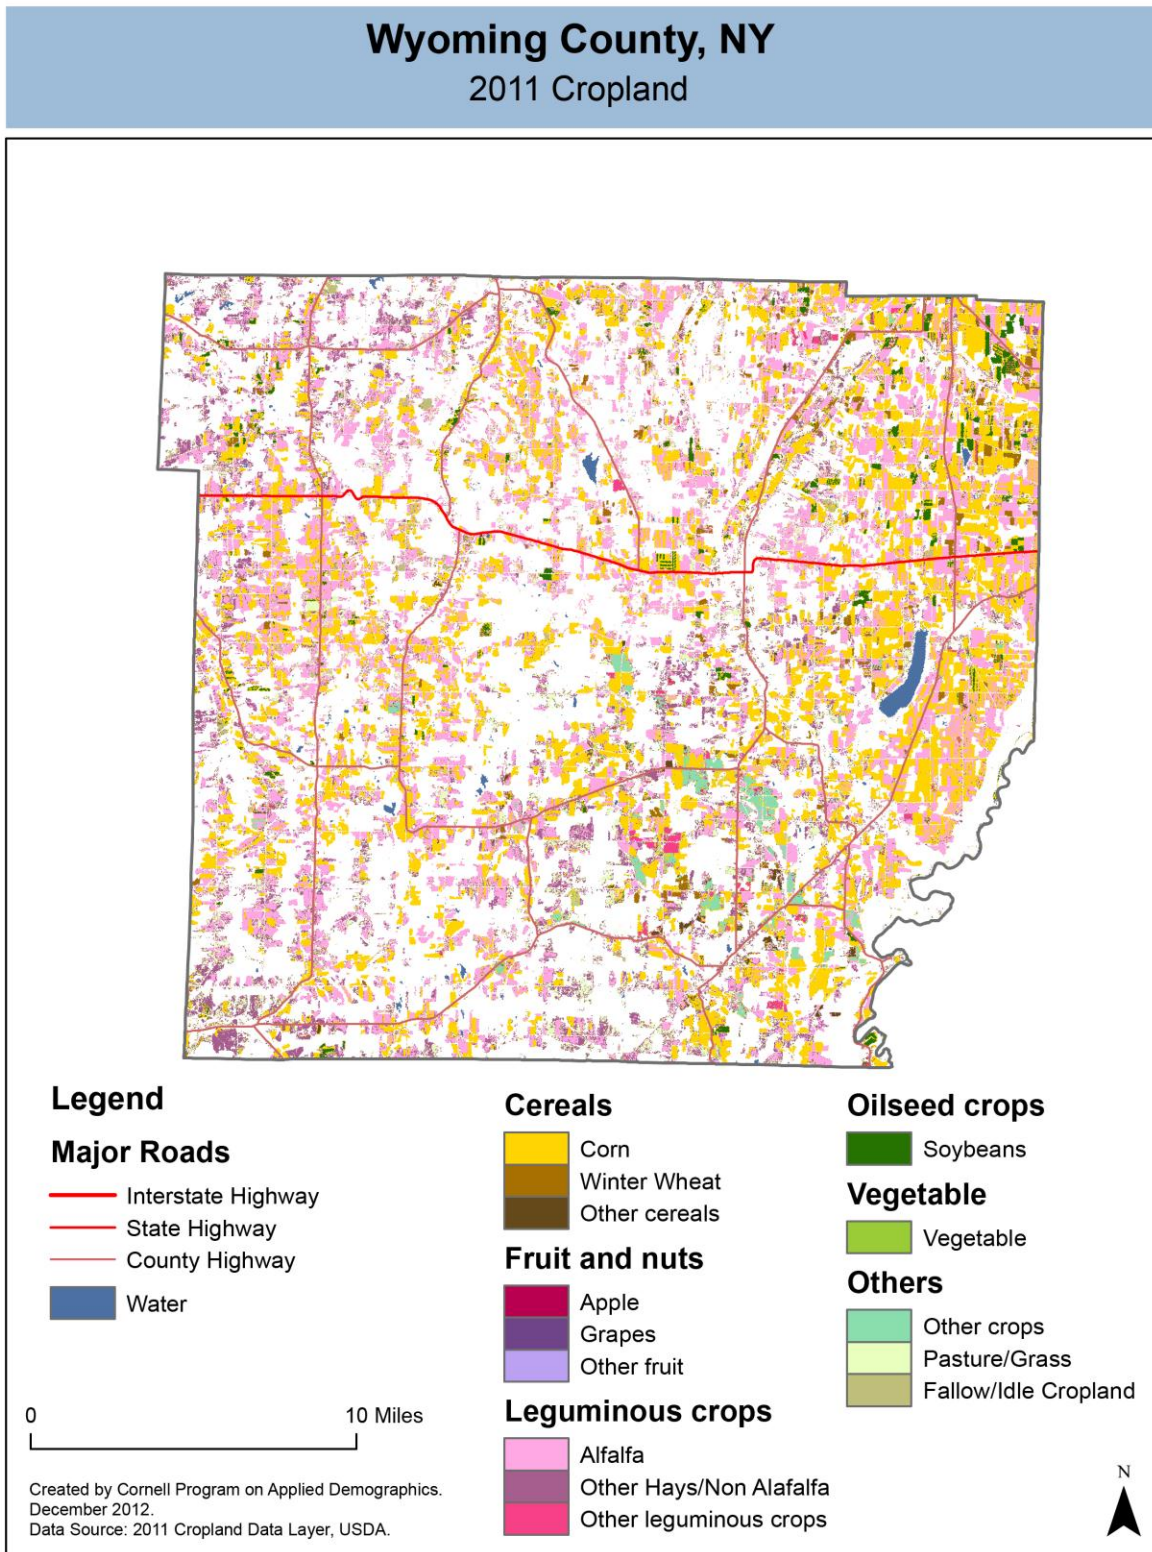 Wyoming County, NY
2011 Cropland
Legend
Major Roads
Interstate Highway
State Highway
County Highway
Water
0 10 Miles
Created by Cornell Program on Applied Demographics.
December 2012.
Data Source: 2011 Cropland Data Layer, USDA.
Cereals
Corn
Winter Wheat
Other cereals
Fruit and nuts
Apple
Grapes
Other fruit
Leguminous crops
Alfalfa
Other Hays/Non Alafalfa
Other leguminous crops
Oilseed crops
Soybeans
Vegetable
Vegetable
Others
Other crops
Pasture/Grass
Fallow/Idle Cropland
N